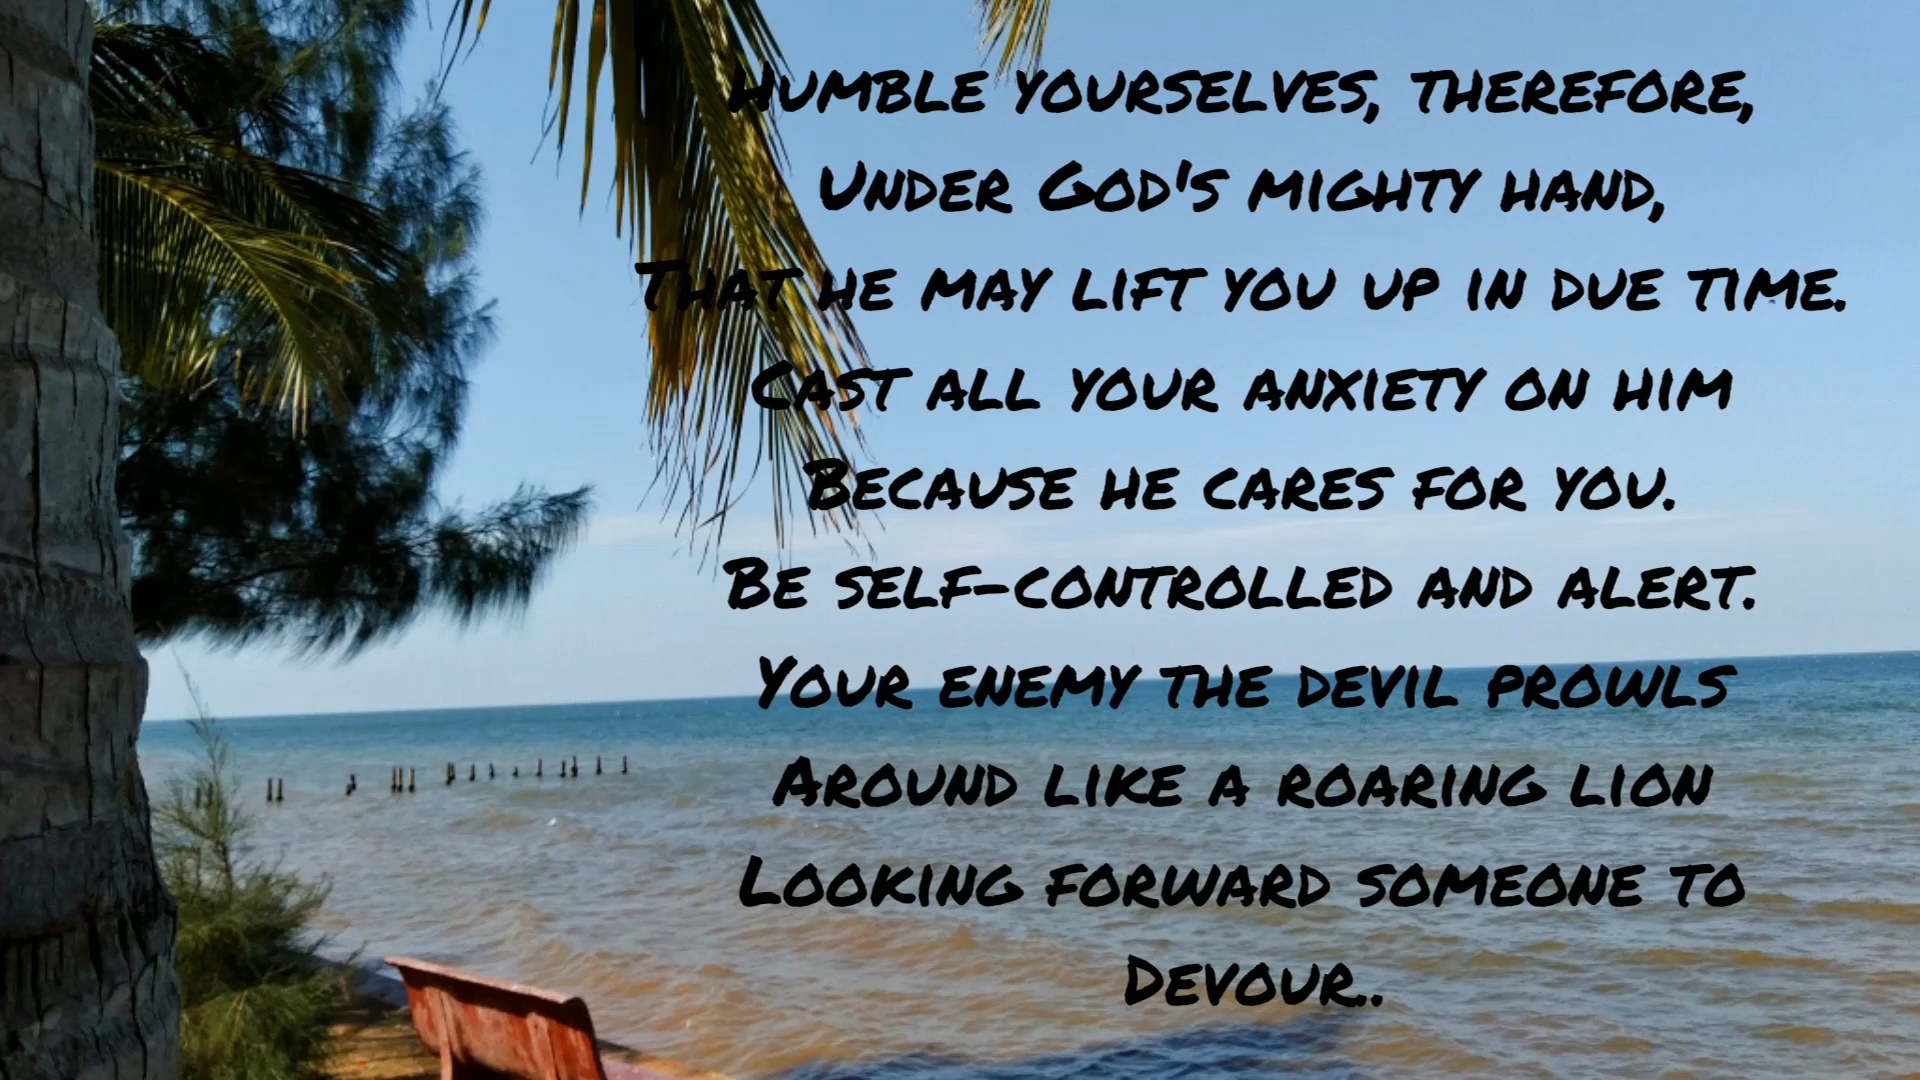 Humble yourselves, therefore,
Under God's mighty hand,
That he may lift you up in due time.
Cast all your anxiety on him
Because he cares for you.
Be self-controlled and alert.
Your enemy the devil prowls
Around like a roaring lion
Looking forward someone to
Devour..